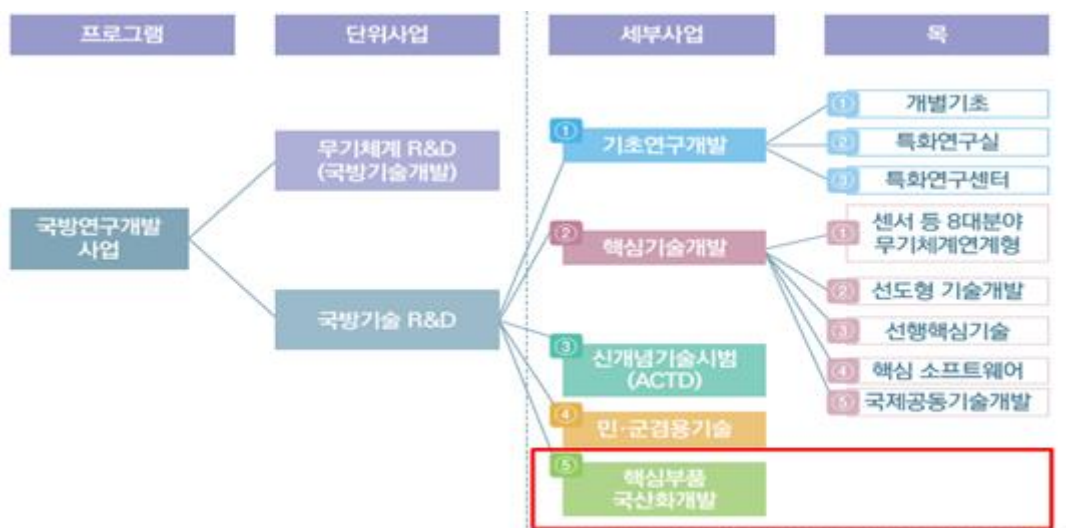 프로그램
단위사업
세부사업
목
국방연구개발
사업
무기체계 R&D
(국방기술개발)
국방기술 R&D
① 기초연구개발
① 개별기초
② 특화연구실
③ 특화연구센터
② 핵심기술개발
① 센서 등 8대분야
무기체계연계형
② 선도형 기술개발
③ 선행핵심기술
④ 핵심 소프트웨어
⑤ 국제공동기술개발
③ 신개념기술시범
(ACTD)
④ 민·군겸용기술
⑤ 핵심부품
국산화개발